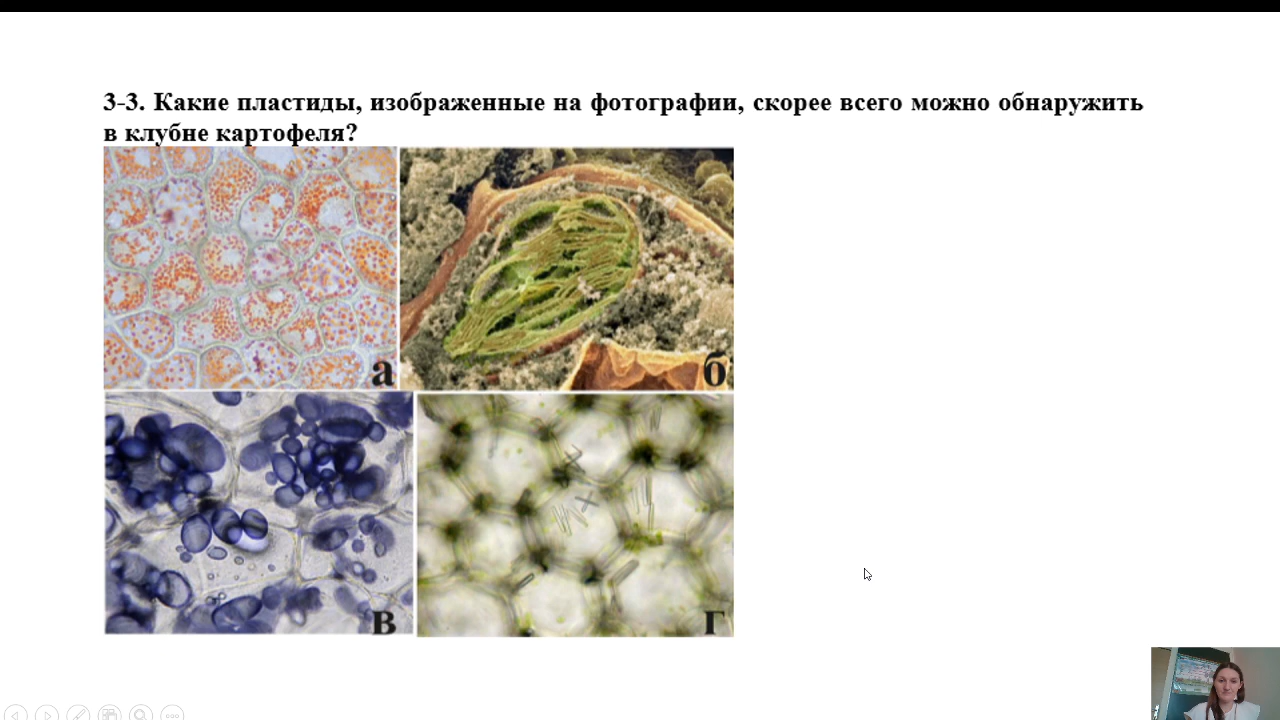 3-3. Какие пластиды, изображенные на фотографии, скорее всего можно обнаружить
в клубне картофеля?
а
б
в
г